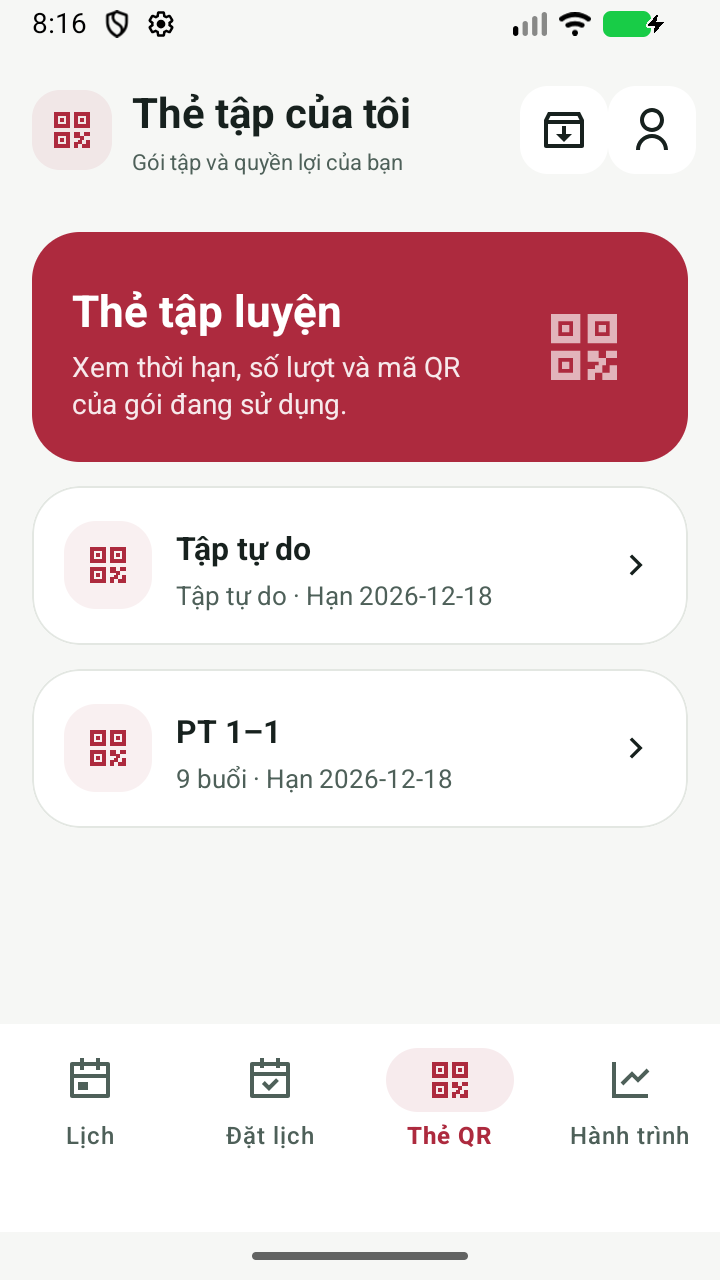 8:16
Thẻ tập của tôi
Gói tập và quyền lợi của bạn
Thẻ tập luyện
Xem thời hạn, số lượt và mã QR
của gói đang sử dụng.
Tập tự do
Tập tự do · Hạn 2026-12-18
PT 1–1
9 buổi · Hạn 2026-12-18
Lịch
Đặt lịch
Thẻ QR
Hành trình